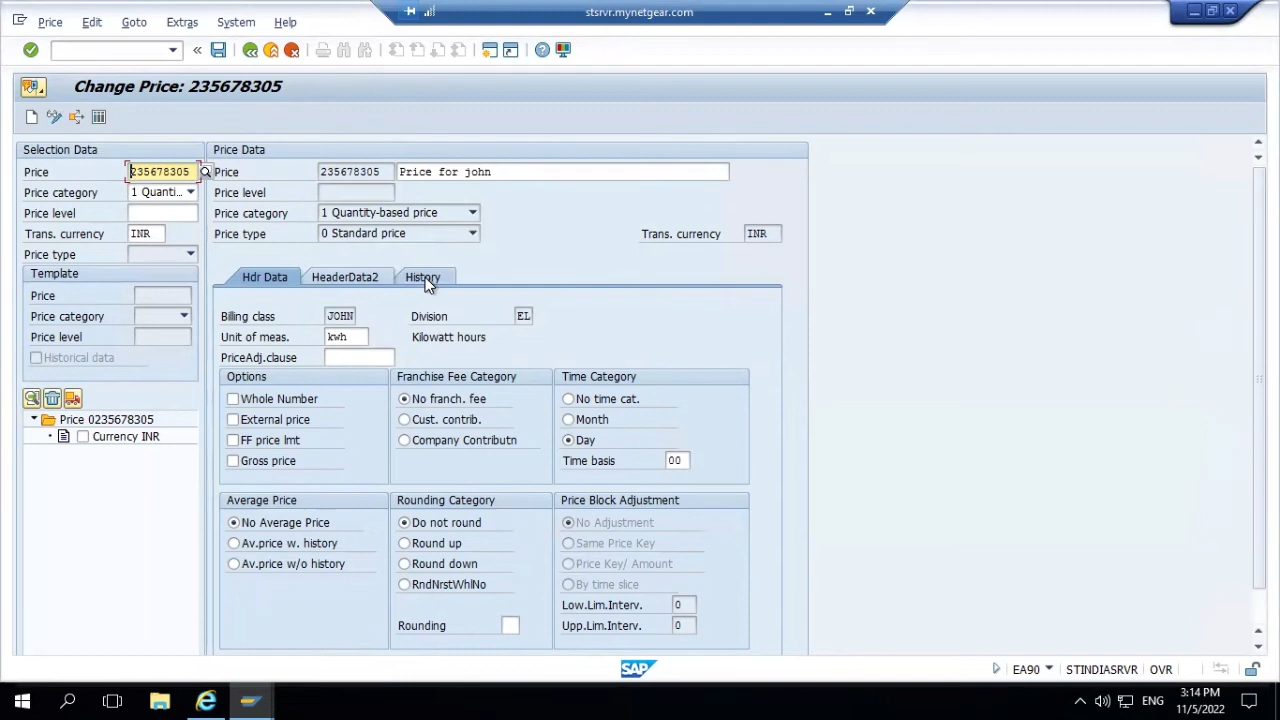 stsrvr.mynetgear.com
Price Edit Goto Extras System Help
Change Price: 235678305
Selection Data
Price 235678305
Price category 1 Quanti...
Price level
Trans. currency INR
Price type
Template
Price
Price category
Price level
Historical data
Price 0235678305
Currency INR
Price Data
Price 235678305 Price for john
Price level
Price category 1 Quantity-based price
Price type 0 Standard price Trans. currency INR
Hdr Data HeaderData2 History
Billing class JOHN Division EL
Unit of meas. kwh Kilowatt hours
PriceAdj.clause
Options
Whole Number
External price
FF price lmt
Gross price
Franchise Fee Category
No franch. fee
Cust. contrib.
Company Contributn
Time Category
No time cat.
Month
Day
Time basis 00
Average Price
No Average Price
Av.price w. history
Av.price w/o history
Rounding Category
Do not round
Round up
Round down
RndNrstWhlNo
Rounding
Price Block Adjustment
No Adjustment
Same Price Key
Price Key/ Amount
By time slice
Low.Lim.Interv. 0
Upp.Lim.Interv. 0
SAP
EA90 STINDIASRVR OVR
ENG
3:14 PM
11/5/2022